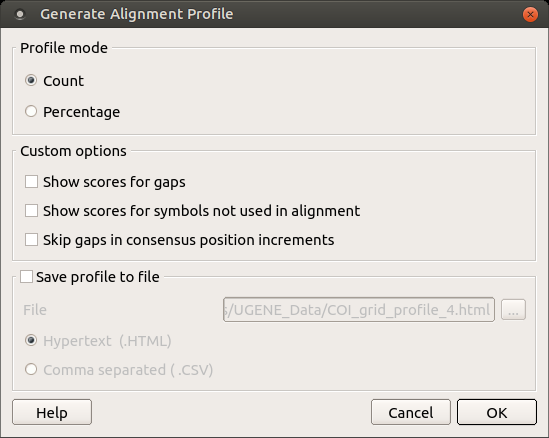 Generate Alignment Profile
Profile mode
Count
Percentage
Custom options
Show scores for gaps
Show scores for symbols not used in alignment
Skip gaps in consensus position increments
Save profile to file
File s/UGENE_Data/COI_grid_profile_4.html ...
Hypertext (.HTML)
Comma separated ( .CSV)
Help Cancel OK